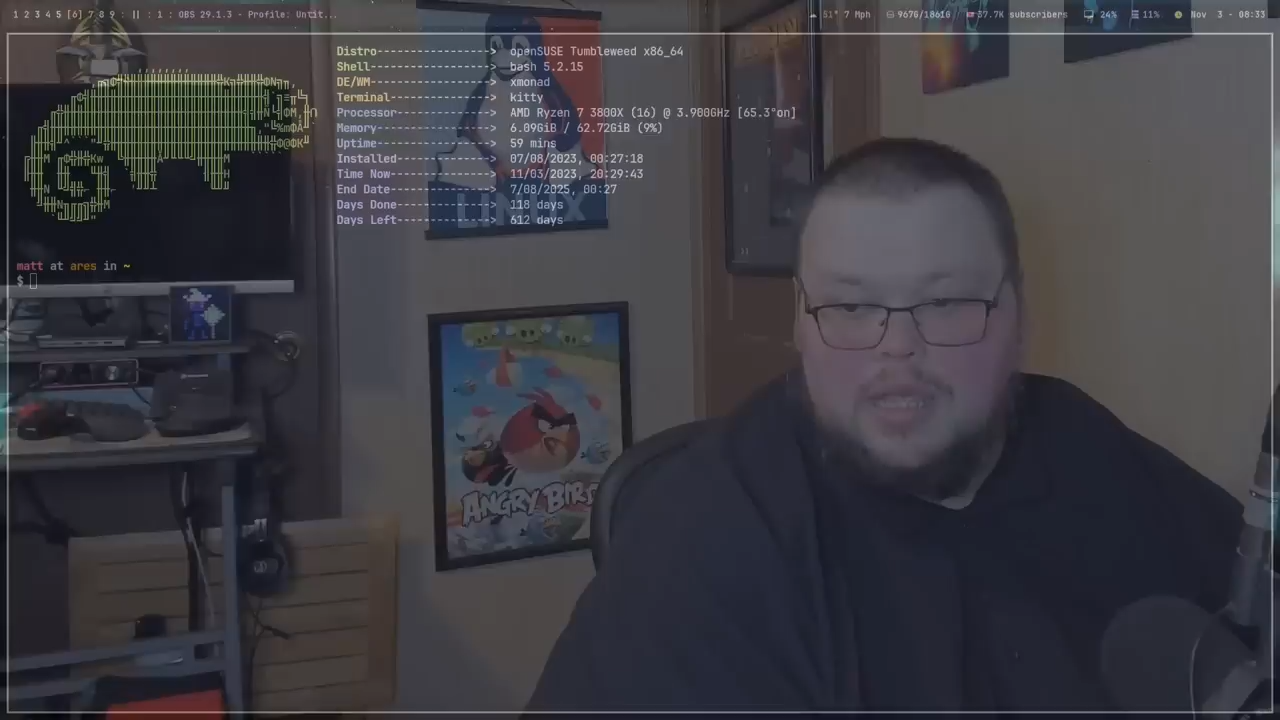 1 2 3 4 5 [6] 7 8 9 : || : 1 : OBS 29.1.3 - Profile: Untit...
51° 7 Mph 967G/1861G 37.7K subscribers 24% 11% Nov 3 - 08:33
Distro-----------------> openSUSE Tumbleweed x86_64
Shell------------------> bash 5.2.15
DE/WM------------------> xmonad
Terminal---------------> kitty
Processor--------------> AMD Ryzen 7 3800X (16) @ 3.900GHz [65.3°on]
Memory-----------------> 6.09GiB / 62.72GiB (9%)
Uptime-----------------> 59 mins
Installed--------------> 07/08/2023, 00:27:18
Time Now---------------> 11/03/2023, 20:29:43
End Date---------------> 7/08/2025, 00:27
Days Done--------------> 118 days
Days Left--------------> 612 days
LINUX
matt at ares in ~
$
ANGRY BIRS